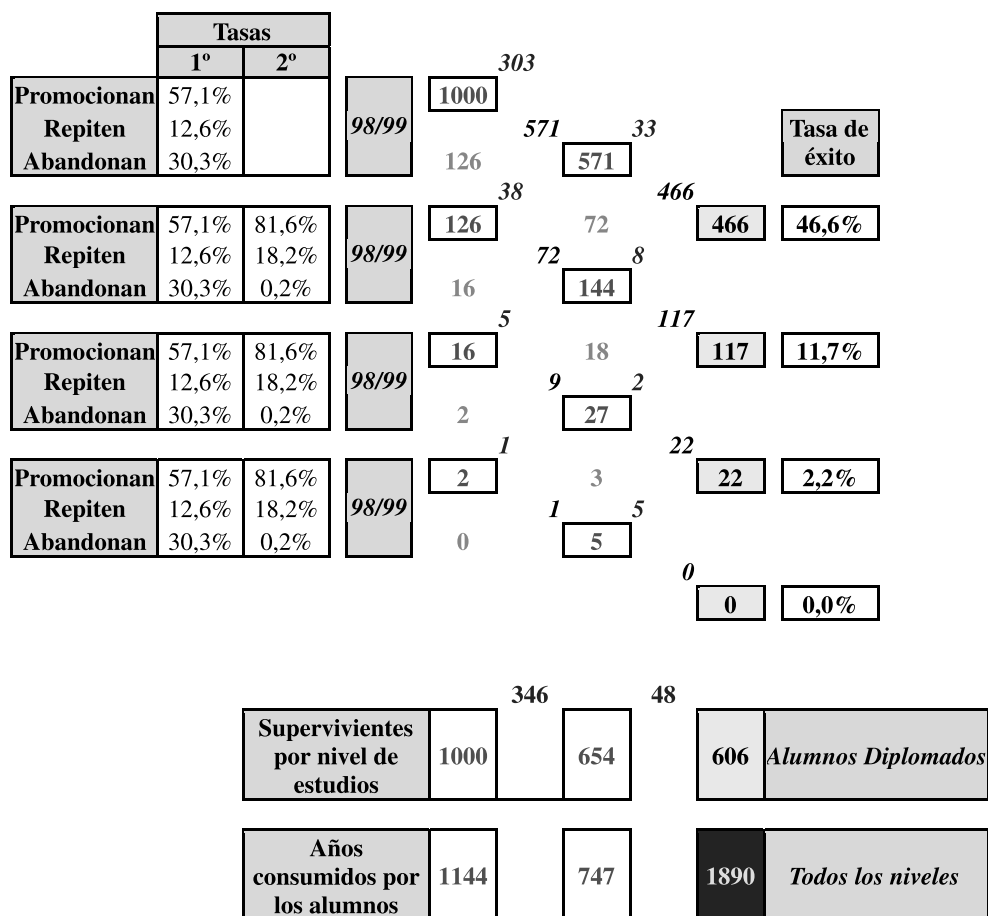 Tasas
1º 2º
303
Promocionan 57,1% 1000
Repiten 12,6% 98/99 571 33 Tasa de
Abandonan 30,3% 126 571 éxito
38 466
Promocionan 57,1% 81,6% 126 72 466 46,6%
Repiten 12,6% 18,2% 98/99 72 8
Abandonan 30,3% 0,2% 16 144
5 117
Promocionan 57,1% 81,6% 16 18 117 11,7%
Repiten 12,6% 18,2% 98/99 9 2
Abandonan 30,3% 0,2% 2 27
1 22
Promocionan 57,1% 81,6% 2 3 22 2,2%
Repiten 12,6% 18,2% 98/99 1 5
Abandonan 30,3% 0,2% 0 5
0
0 0,0%
346 48
Supervivientes
por nivel de 1000 654 606 Alumnos Diplomados
estudios
Años
consumidos por 1144 747 1890 Todos los niveles
los alumnos